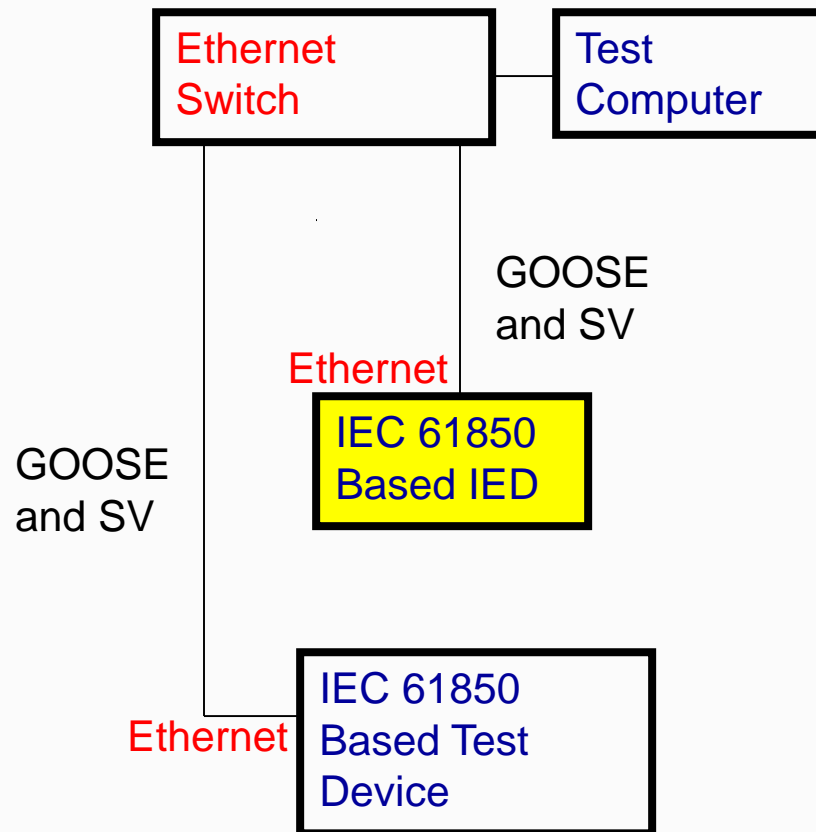 Ethernet
Switch
Test
Computer
GOOSE
and SV
Ethernet
IEC 61850
Based IED
GOOSE
and SV
IEC 61850
Based Test
Device
Ethernet